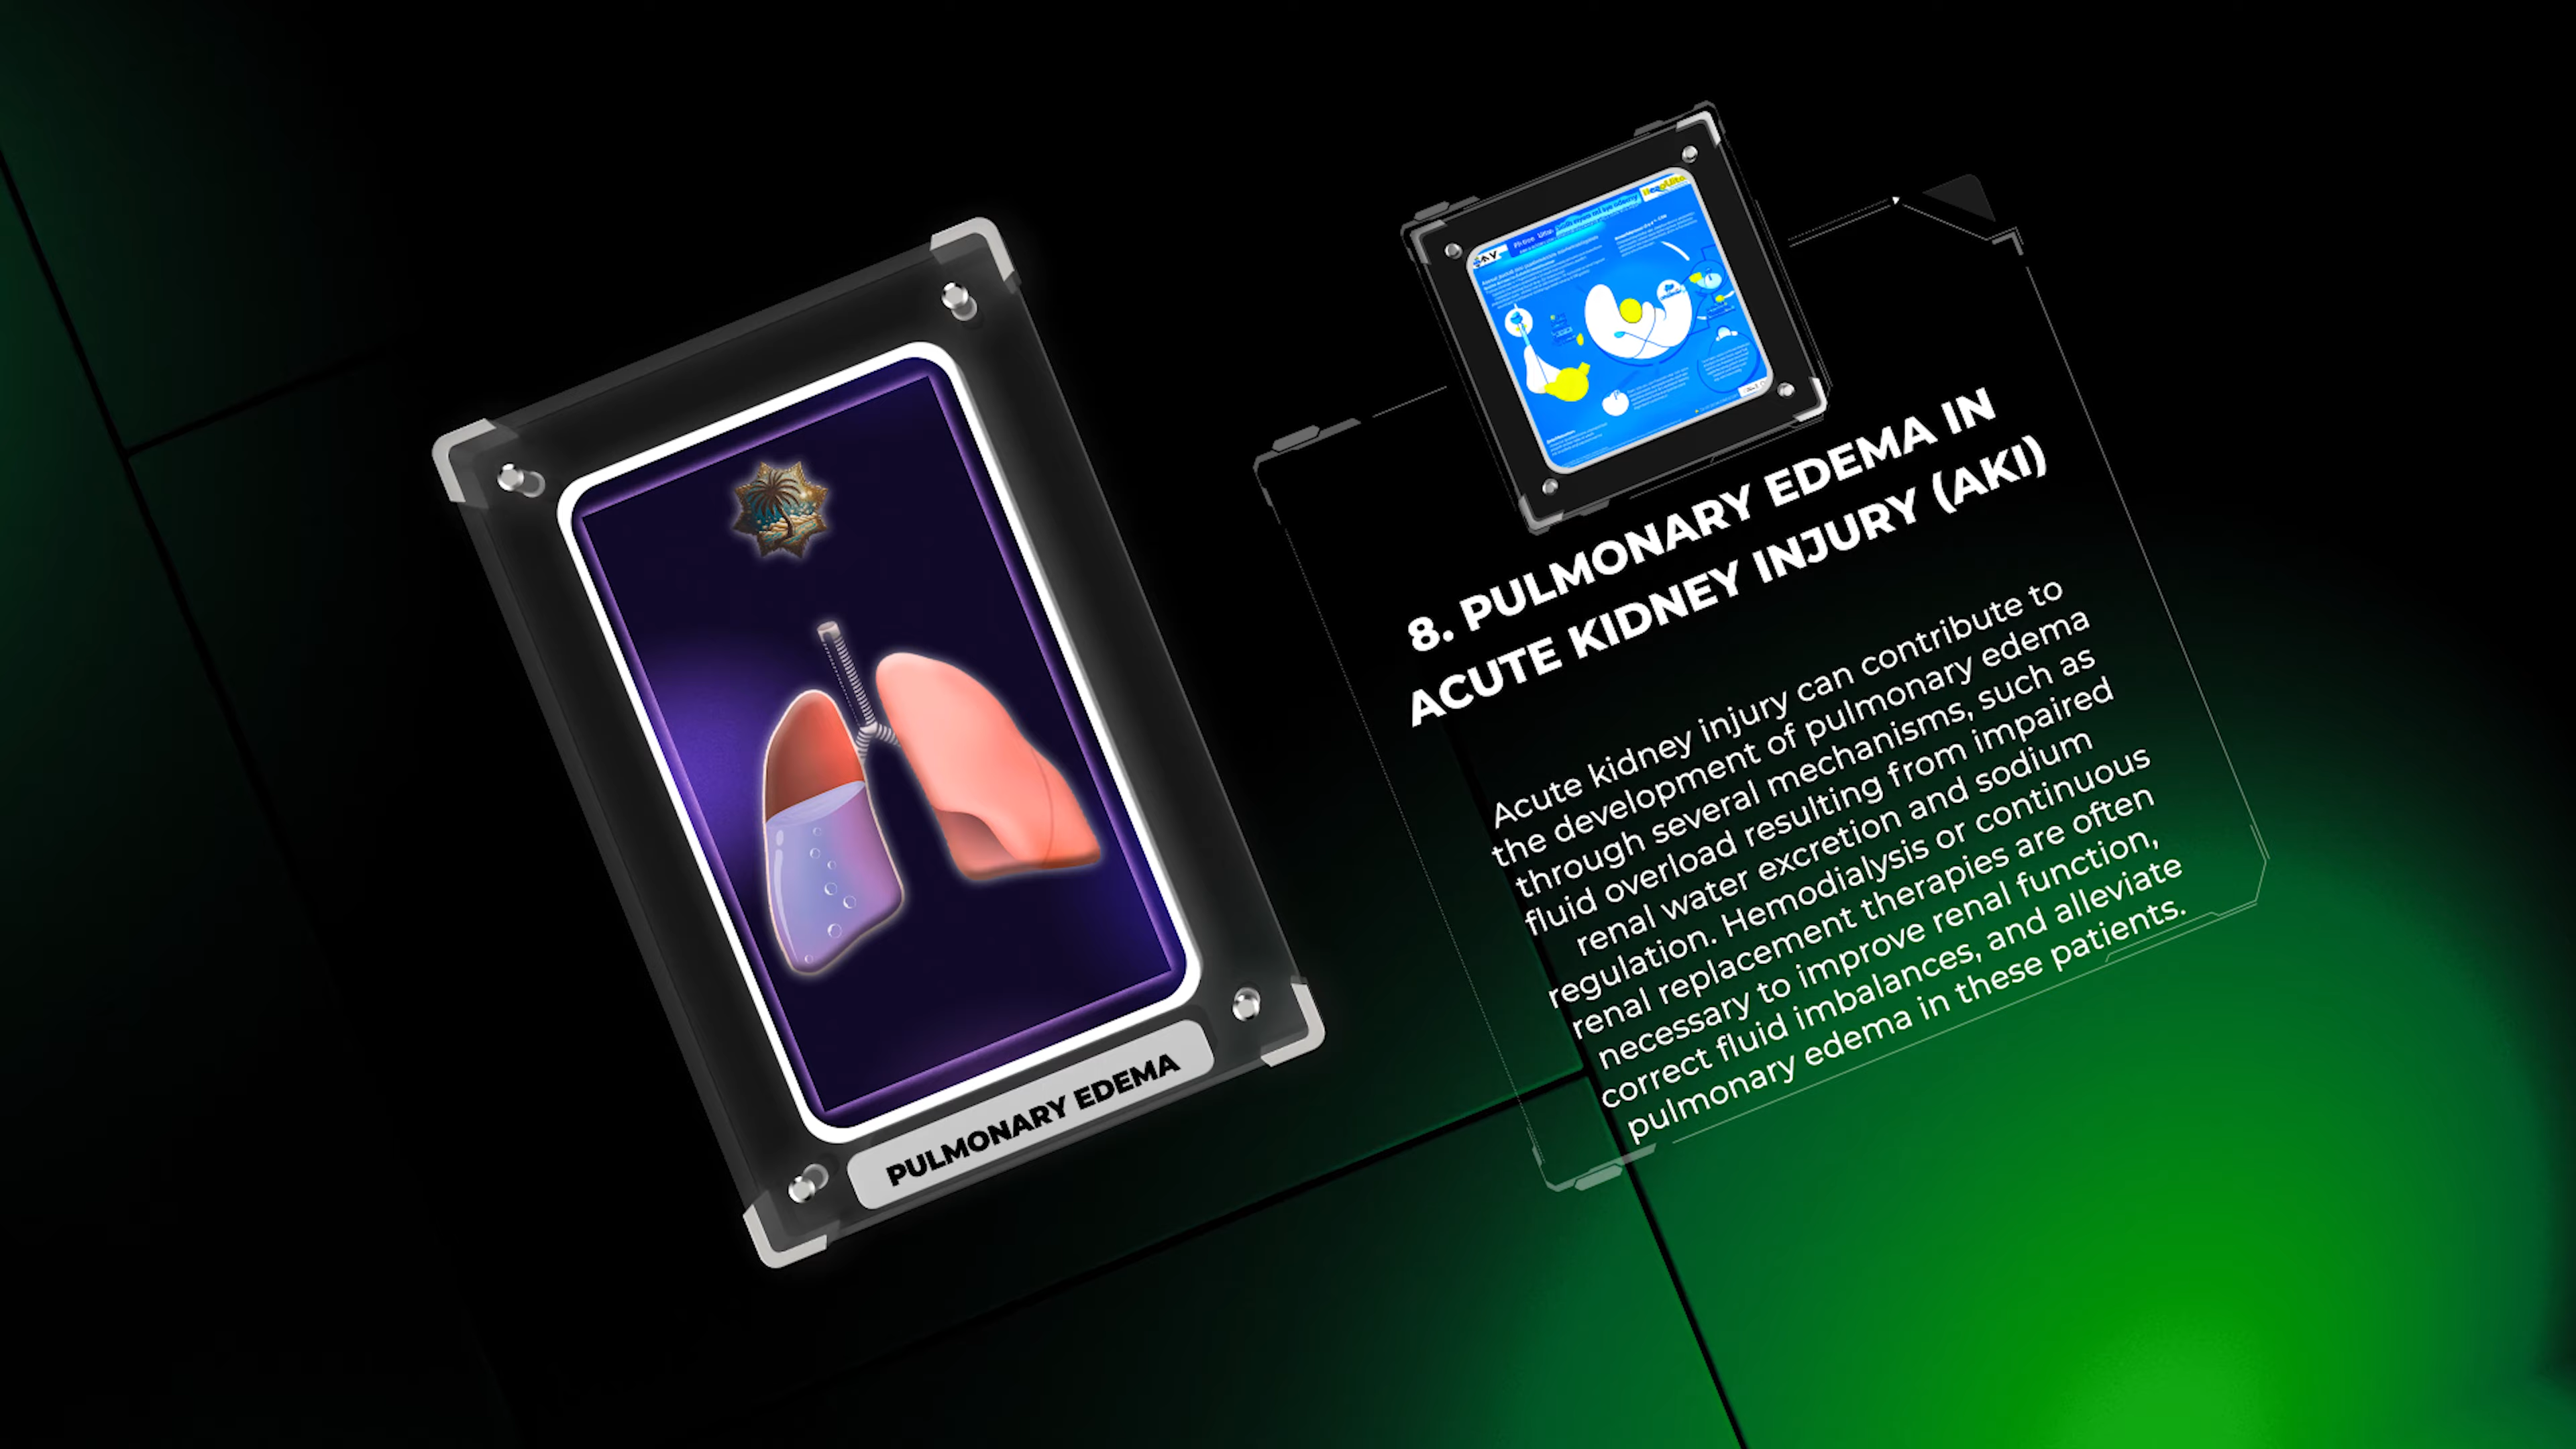 PULMONARY EDEMA
8. PULMONARY EDEMA IN
ACUTE KIDNEY INJURY (AKI)
Acute kidney injury can contribute to
the development of pulmonary edema
through several mechanisms, such as
fluid overload resulting from impaired
renal water excretion and sodium
regulation. Hemodialysis or continuous
renal replacement therapies are often
necessary to improve renal function,
correct fluid imbalances, and alleviate
pulmonary edema in these patients.